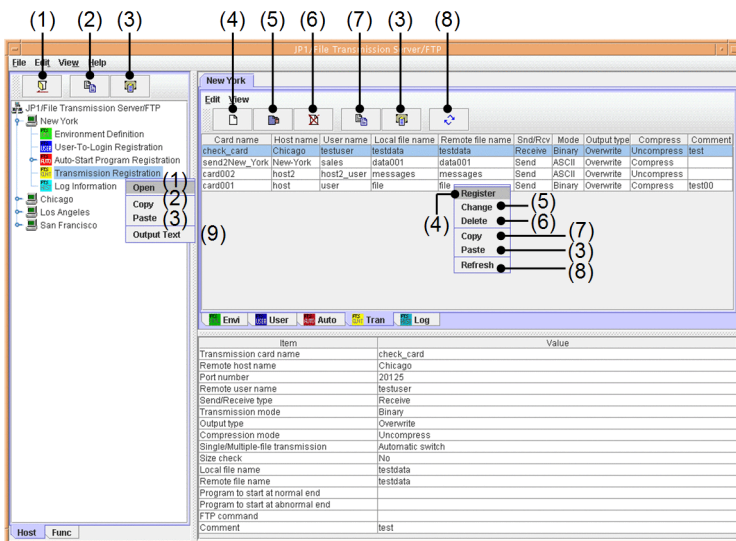 (1) (2) (3) (4) (5) (6) (7) (3) (8)
JP1/File Transmission Server/FTP
File Edit View Help
JP1/File Transmission Server/FTP
New York
Environment Definition
User-To-Login Registration
Auto-Start Program Registration
Transmission Registration
Log Information
Chicago
Los Angeles
San Francisco
Open (1)
Copy (2)
Paste (3)
Output Text (9)
Host Func
New York
Edit View
Card name Host name User name Local file name Remote file name Snd/Rcv Mode Output type Compress Comment
check_card Chicago testuser testdata testdata Receive Binary Overwrite Uncompress test
send2New_York New-York sales data001 data001 Send ASCII Overwrite Compress
card002 host2 host2_user messages messages Send ASCII Overwrite Compress
card001 host user file file Send Binary Overwrite Uncompress test00
(4) Register
Change (5)
Delete (6)
Copy (7)
Paste (3)
Refresh (8)
Envi User Auto Tran Log
Item Value
Transmission card name check_card
Remote host name Chicago
Port number 20125
Remote user name testuser
Send/Receive type Receive
Transmission mode Binary
Output type Overwrite
Compression mode Uncompress
Single/Multiple-file transmission Automatic switch
Size check No
Local file name testdata
Remote file name testdata
Program to start at normal end
Program to start at abnormal end
FTP command
Comment test